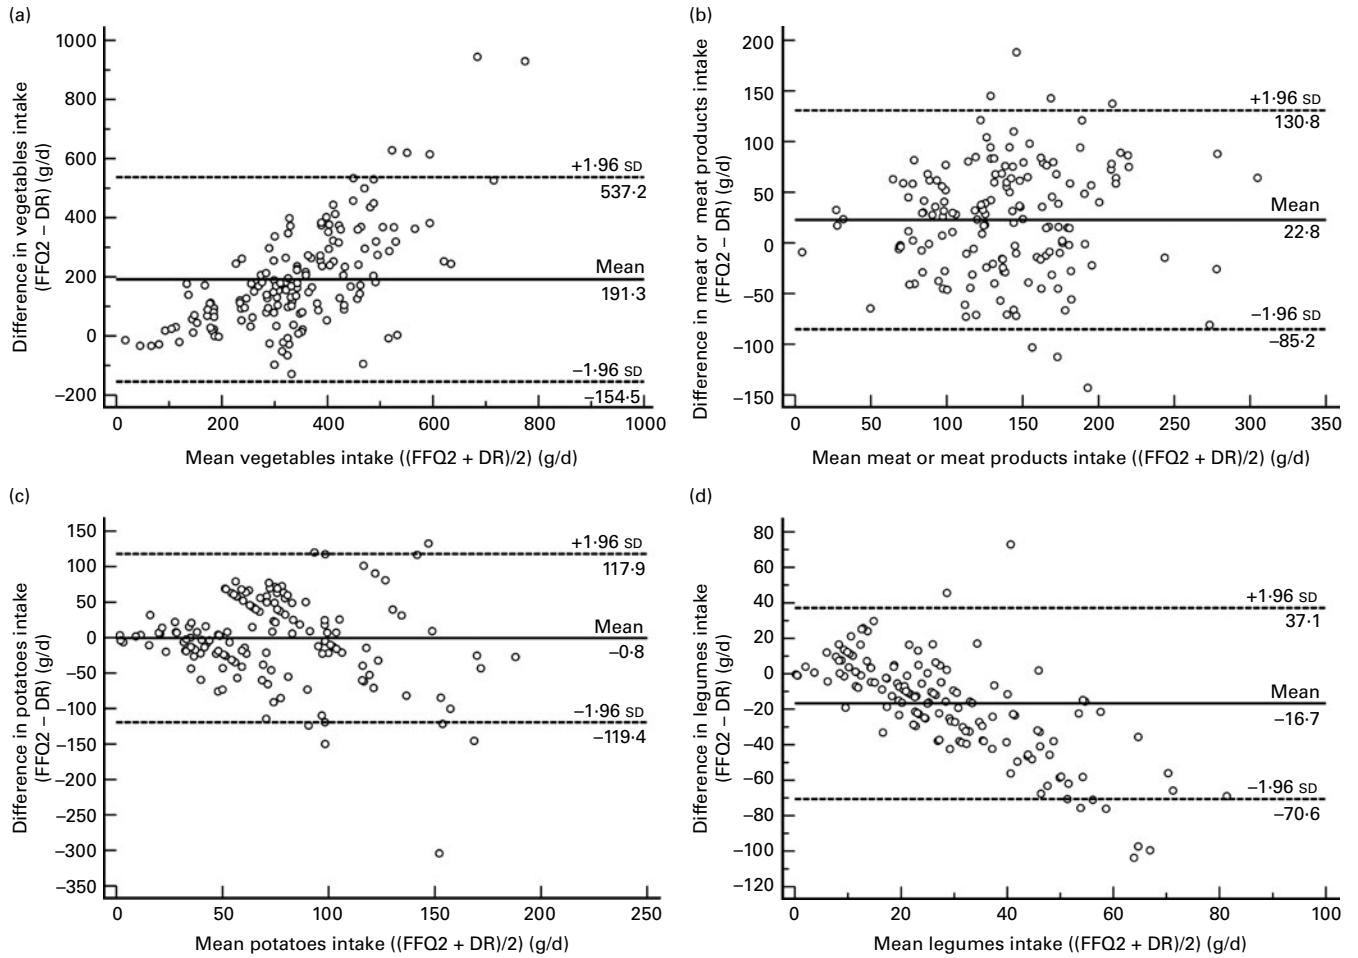 (a)
Difference in vegetables intake
(FFQ2 – DR) (g/d)
1000
800
600
400
200
0
–200
+1·96 SD
537·2
Mean
191·3
–1·96 SD
–154·5
0 200 400 600 800 1000
Mean vegetables intake ((FFQ2 + DR)/2) (g/d)
(b)
Difference in meat or meat products intake
(FFQ2 – DR) (g/d)
200
150
100
50
0
–50
–100
–150
+1·96 SD
130·8
Mean
22·8
–1·96 SD
–85·2
0 50 100 150 200 250 300 350
Mean meat or meat products intake ((FFQ2 + DR)/2) (g/d)
(c)
Difference in potatoes intake
(FFQ2 – DR) (g/d)
150
100
50
0
–50
–100
–150
–200
–250
–300
–350
+1·96 SD
117·9
Mean
–0·8
–1·96 SD
–119·4
0 50 100 150 200 250
Mean potatoes intake ((FFQ2 + DR)/2) (g/d)
(d)
Difference in legumes intake
(FFQ2 – DR) (g/d)
80
60
40
20
0
–20
–40
–60
–80
–100
–120
+1·96 SD
37·1
Mean
–16·7
–1·96 SD
–70·6
0 20 40 60 80 100
Mean legumes intake ((FFQ2 + DR)/2) (g/d)